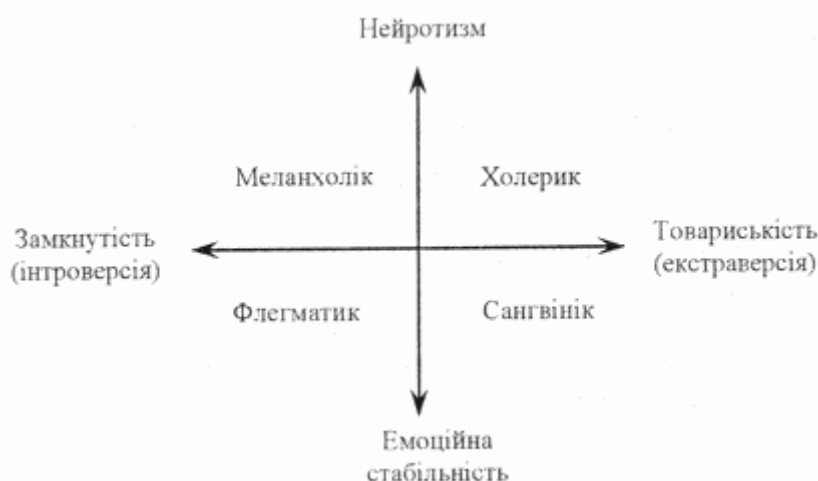 Нейротизм
Меланхолік
Холерик
Замкнутість
(інтроверсія)
Товариськість
(екстраверсія)
Флегматик
Сангвінік
Емоційна
стабільність